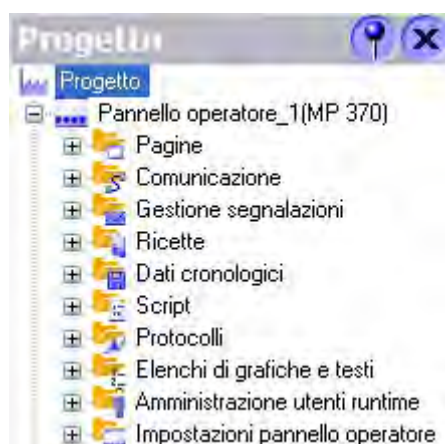 Progetto
Progetto
Pannello operatore_1(MP 370)
Pagine
Comunicazione
Gestione segnalazioni
Ricette
Dati cronologici
Script
Protocolli
Elenchi di grafiche e testi
Amministrazione utenti runtime
Impostazioni pannello operatore